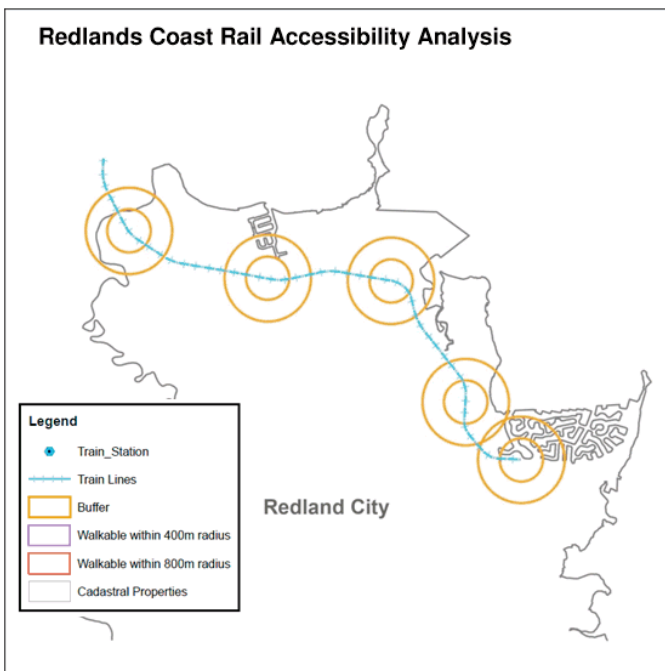 Redlands Coast Rail Accessibility Analysis
Redland City
Legend
Train_Station
Train Lines
Buffer
Walkable within 400m radius
Walkable within 800m radius
Cadastral Properties